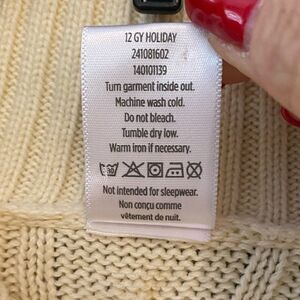 12 GY HOLIDAY
241081602
140101139
Turn garment inside out.
Machine wash cold.
Do not bleach.
Tumble dry low.
Warm iron if necessary.
Not intended for sleepwear.
Non conçu comme
vêtement de nuit.